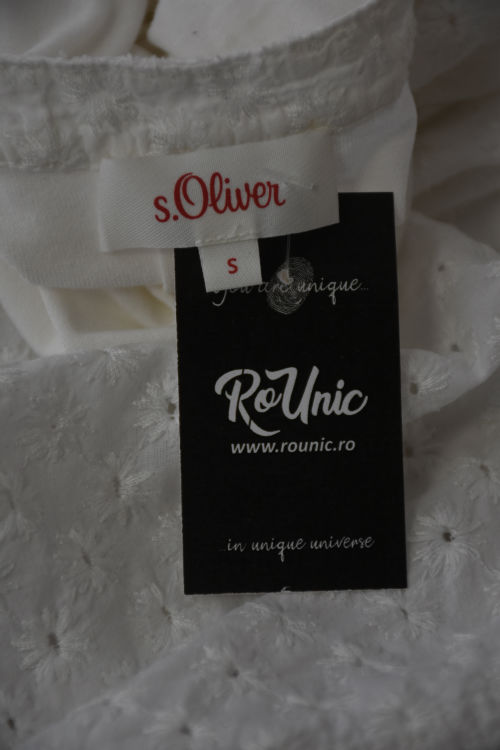 s.Oliver
S
you are unique...
RoUnic
www.rounic.ro
..in unique universe